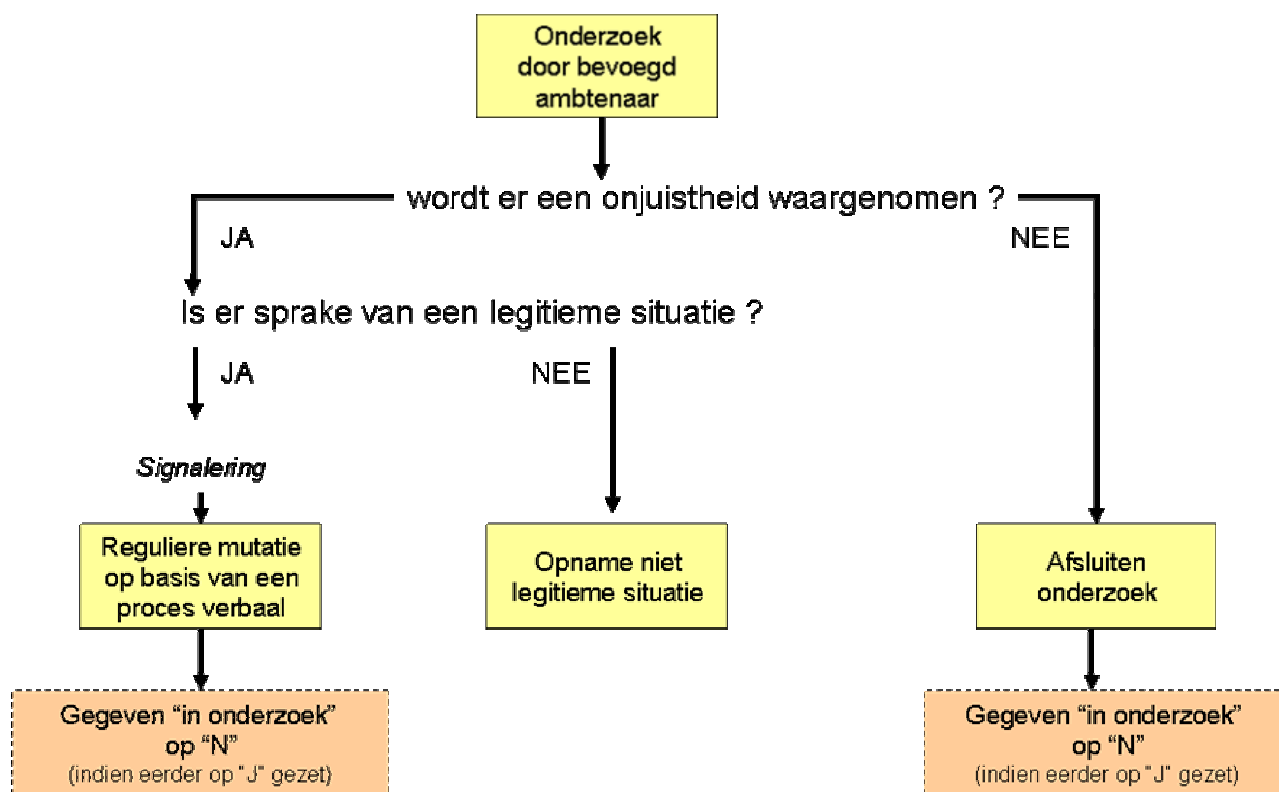 Onderzoek
door bevoegd
ambtenaar
wordt er een onjuistheid waargenomen ?
JA
NEE
Is er sprake van een legitieme situatie ?
JA
NEE
Signalering
Reguliere mutatie
op basis van een
proces verbaal
Opname niet
legitieme situatie
Afsluiten
onderzoek
Gegeven “in onderzoek”
op “N”
(indien eerder op "J" gezet)
Gegeven “in onderzoek”
op “N”
(indien eerder op "J" gezet)